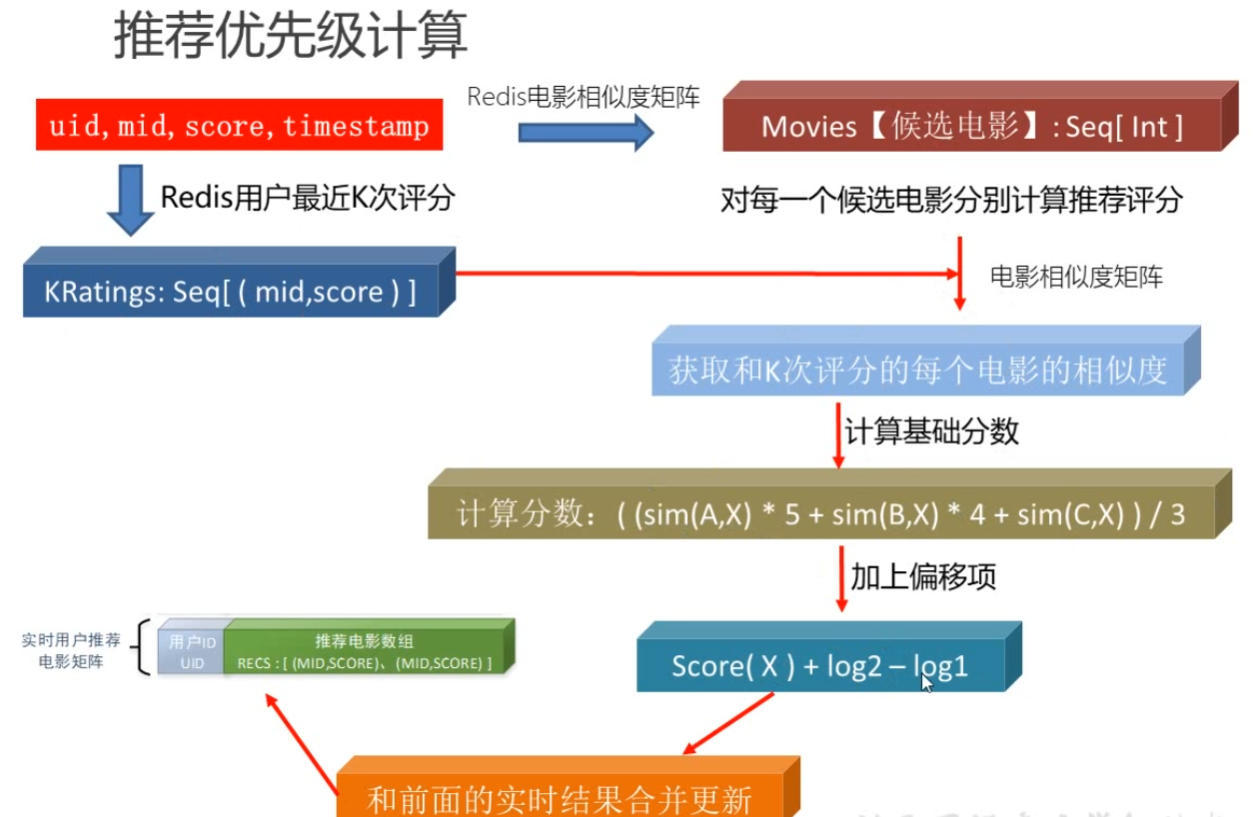 推荐优先级计算
Redis电影相似度矩阵
uid,mid,score,timestamp
Movies【候选电影】: Seq[ Int ]
Redis用户最近K次评分
对每一个候选电影分别计算推荐评分
KRatings: Seq[ ( mid,score ) ]
电影相似度矩阵
获取和K次评分的每个电影的相似度
计算基础分数
计算分数： ( (sim(A,X) * 5 + sim(B,X) * 4 + sim(C,X) ) / 3
加上偏移项
实时用户推荐
电影矩阵
用户ID
UID
推荐电影数组
RECS : [ (MID,SCORE)、 (MID,SCORE) ]
Score( X ) + log2 – log1
和前面的实时结果合并更新